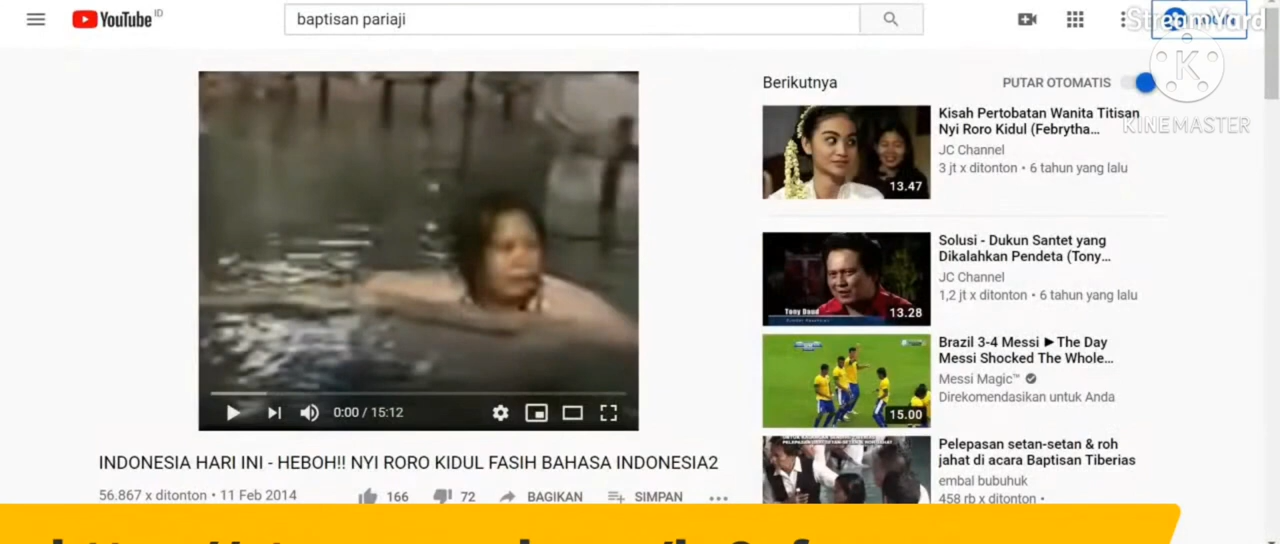 YouTube ID
baptisan pariaji
StreamYard
KINEMASTER
Berikutnya
PUTAR OTOMATIS
Kisah Pertobatan Wanita Titisan
Nyi Roro Kidul (Febrytha...
JC Channel
3 jt x ditonton • 6 tahun yang lalu
13.47
Solusi - Dukun Santet yang
Dikalahkan Pendeta (Tony...
JC Channel
1,2 jt x ditonton • 6 tahun yang lalu
Tony Daud
13.28
Brazil 3-4 Messi ►The Day
Messi Shocked The Whole...
Messi Magic™
Direkomendasikan untuk Anda
15.00
Pelepasan setan-setan & roh
jahat di acara Baptisan Tiberias
embal bubuhuk
458 rb x ditonton •
0:00 / 15:12
INDONESIA HARI INI - HEBOH!! NYI RORO KIDUL FASIH BAHASA INDONESIA2
56.867 x ditonton • 11 Feb 2014
166
72
BAGIKAN
SIMPAN